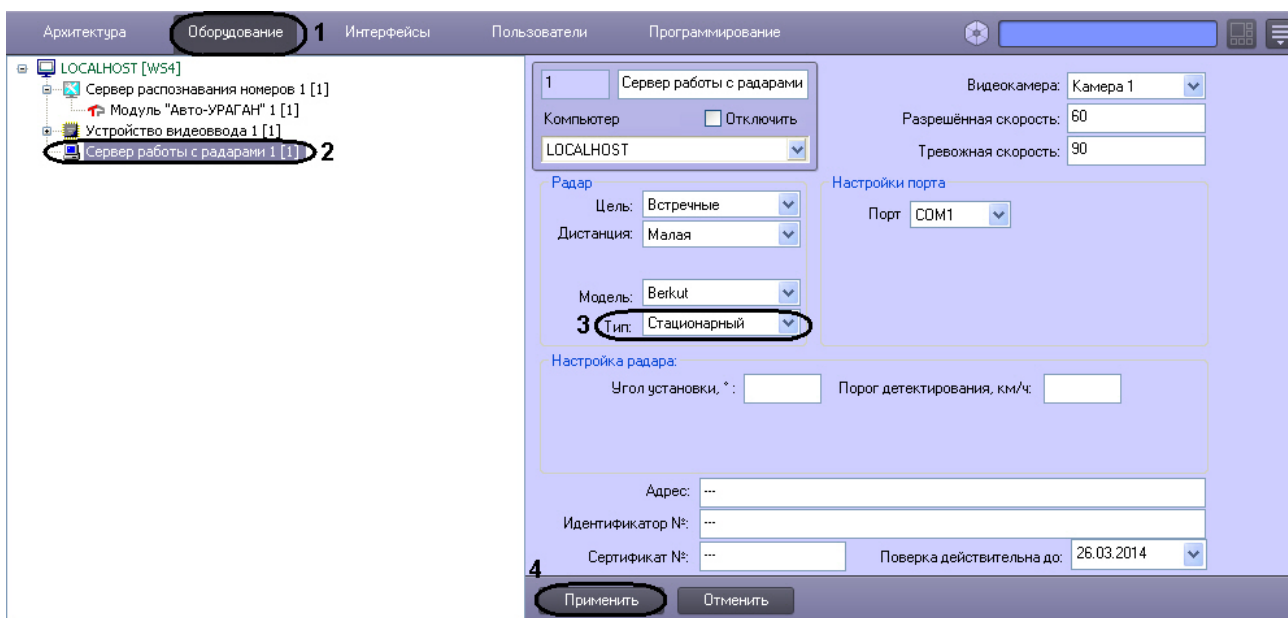 Архитектура Оборудование 1 Интерфейсы Пользователи Программирование
LOCALHOST [WS4]
Сервер распознавания номеров 1 [1]
Модуль "Авто-УРАГАН" 1 [1]
Устройство видеоввода 1 [1]
Сервер работы с радарами 1 [1] 2
1 Сервер работы с радарами
Компьютер Отключить
LOCALHOST
Видеокамера: Камера 1
Разрешённая скорость: 60
Тревожная скорость: 90
Радар
Цель: Встречные
Дистанция: Малая
Модель: Berkut
3 Тип: Стационарный
Настройки порта
Порт COM1
Настройка радара:
Угол установки, ° : Порог детектирования, км/ч:
Адрес: ---
Идентификатор №: ---
Сертификат №: --- Поверка действительна до: 26.03.2014
4
Применить Отменить